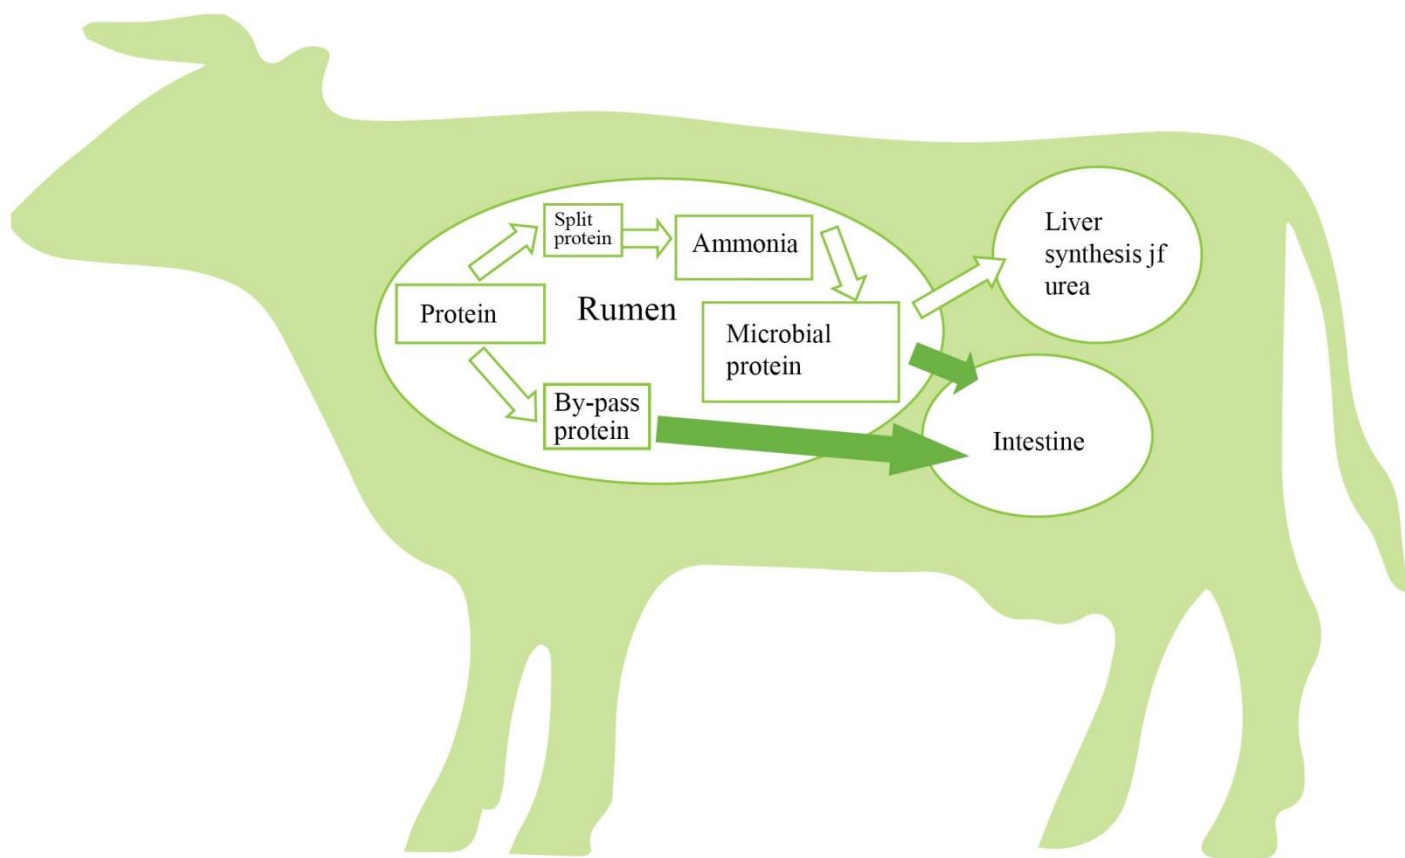 Split
protein
Ammonia
Protein
Rumen
Microbial
protein
By-pass
protein
Liver
synthesis jf
urea
Intestine